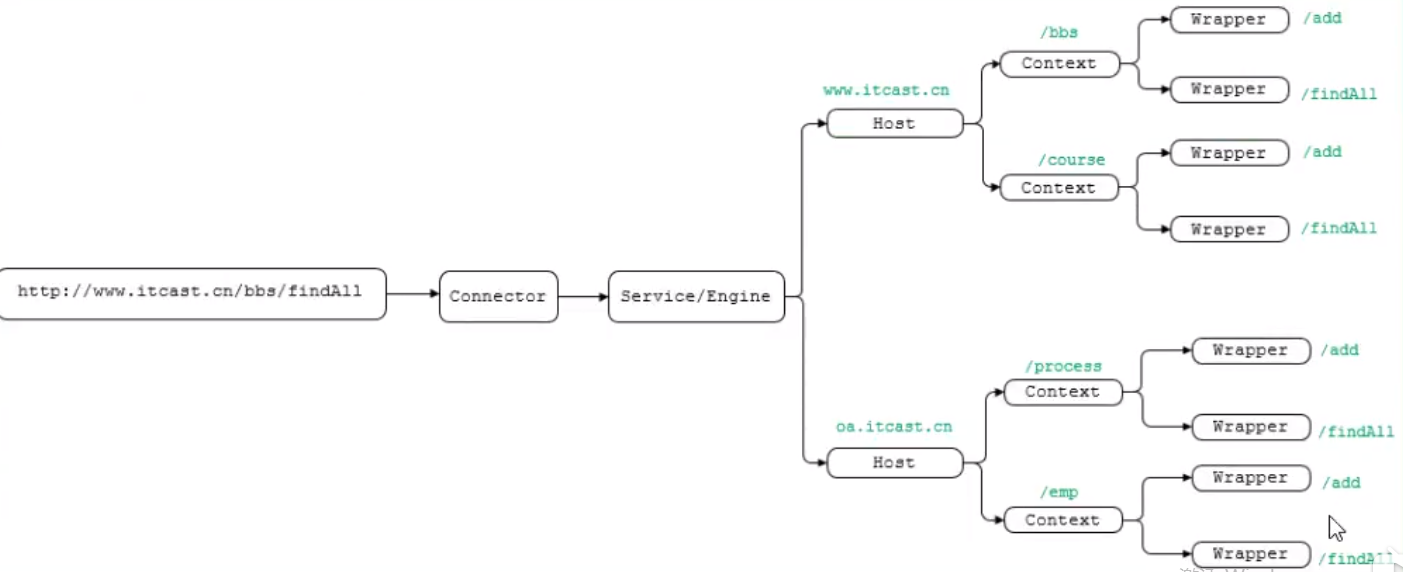 Wrapper /add
/bbs
Context
Wrapper /findAll
www.itcast.cn
Host
Wrapper /add
/course
Context
Wrapper /findAll
http://www.itcast.cn/bbs/findAll
Connector
Service/Engine
Wrapper /add
/process
Context
Wrapper /findAll
oa.itcast.cn
Host
Wrapper /add
/emp
Context
Wrapper /findAll